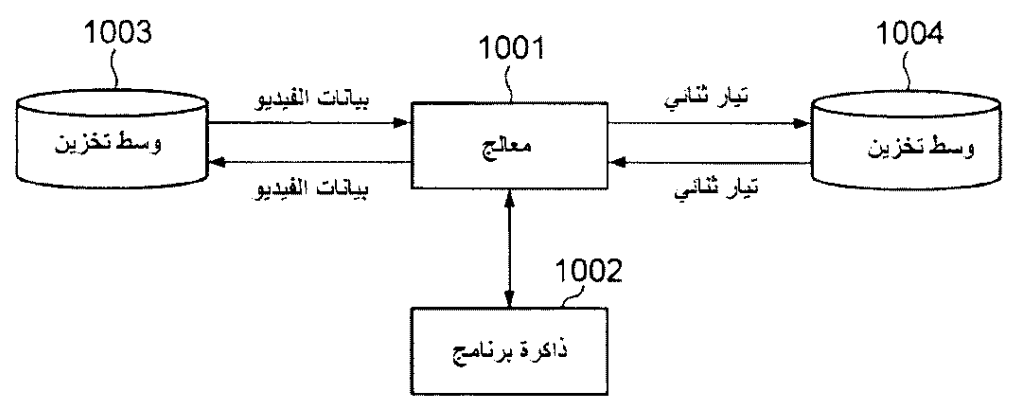 1003
1001
1004
بيانات الفيديو
تيار ثنائي
وسط تخزين
معالج
وسط تخزين
بيانات الفيديو
تيار ثنائي
1002
ذاكرة برنامج